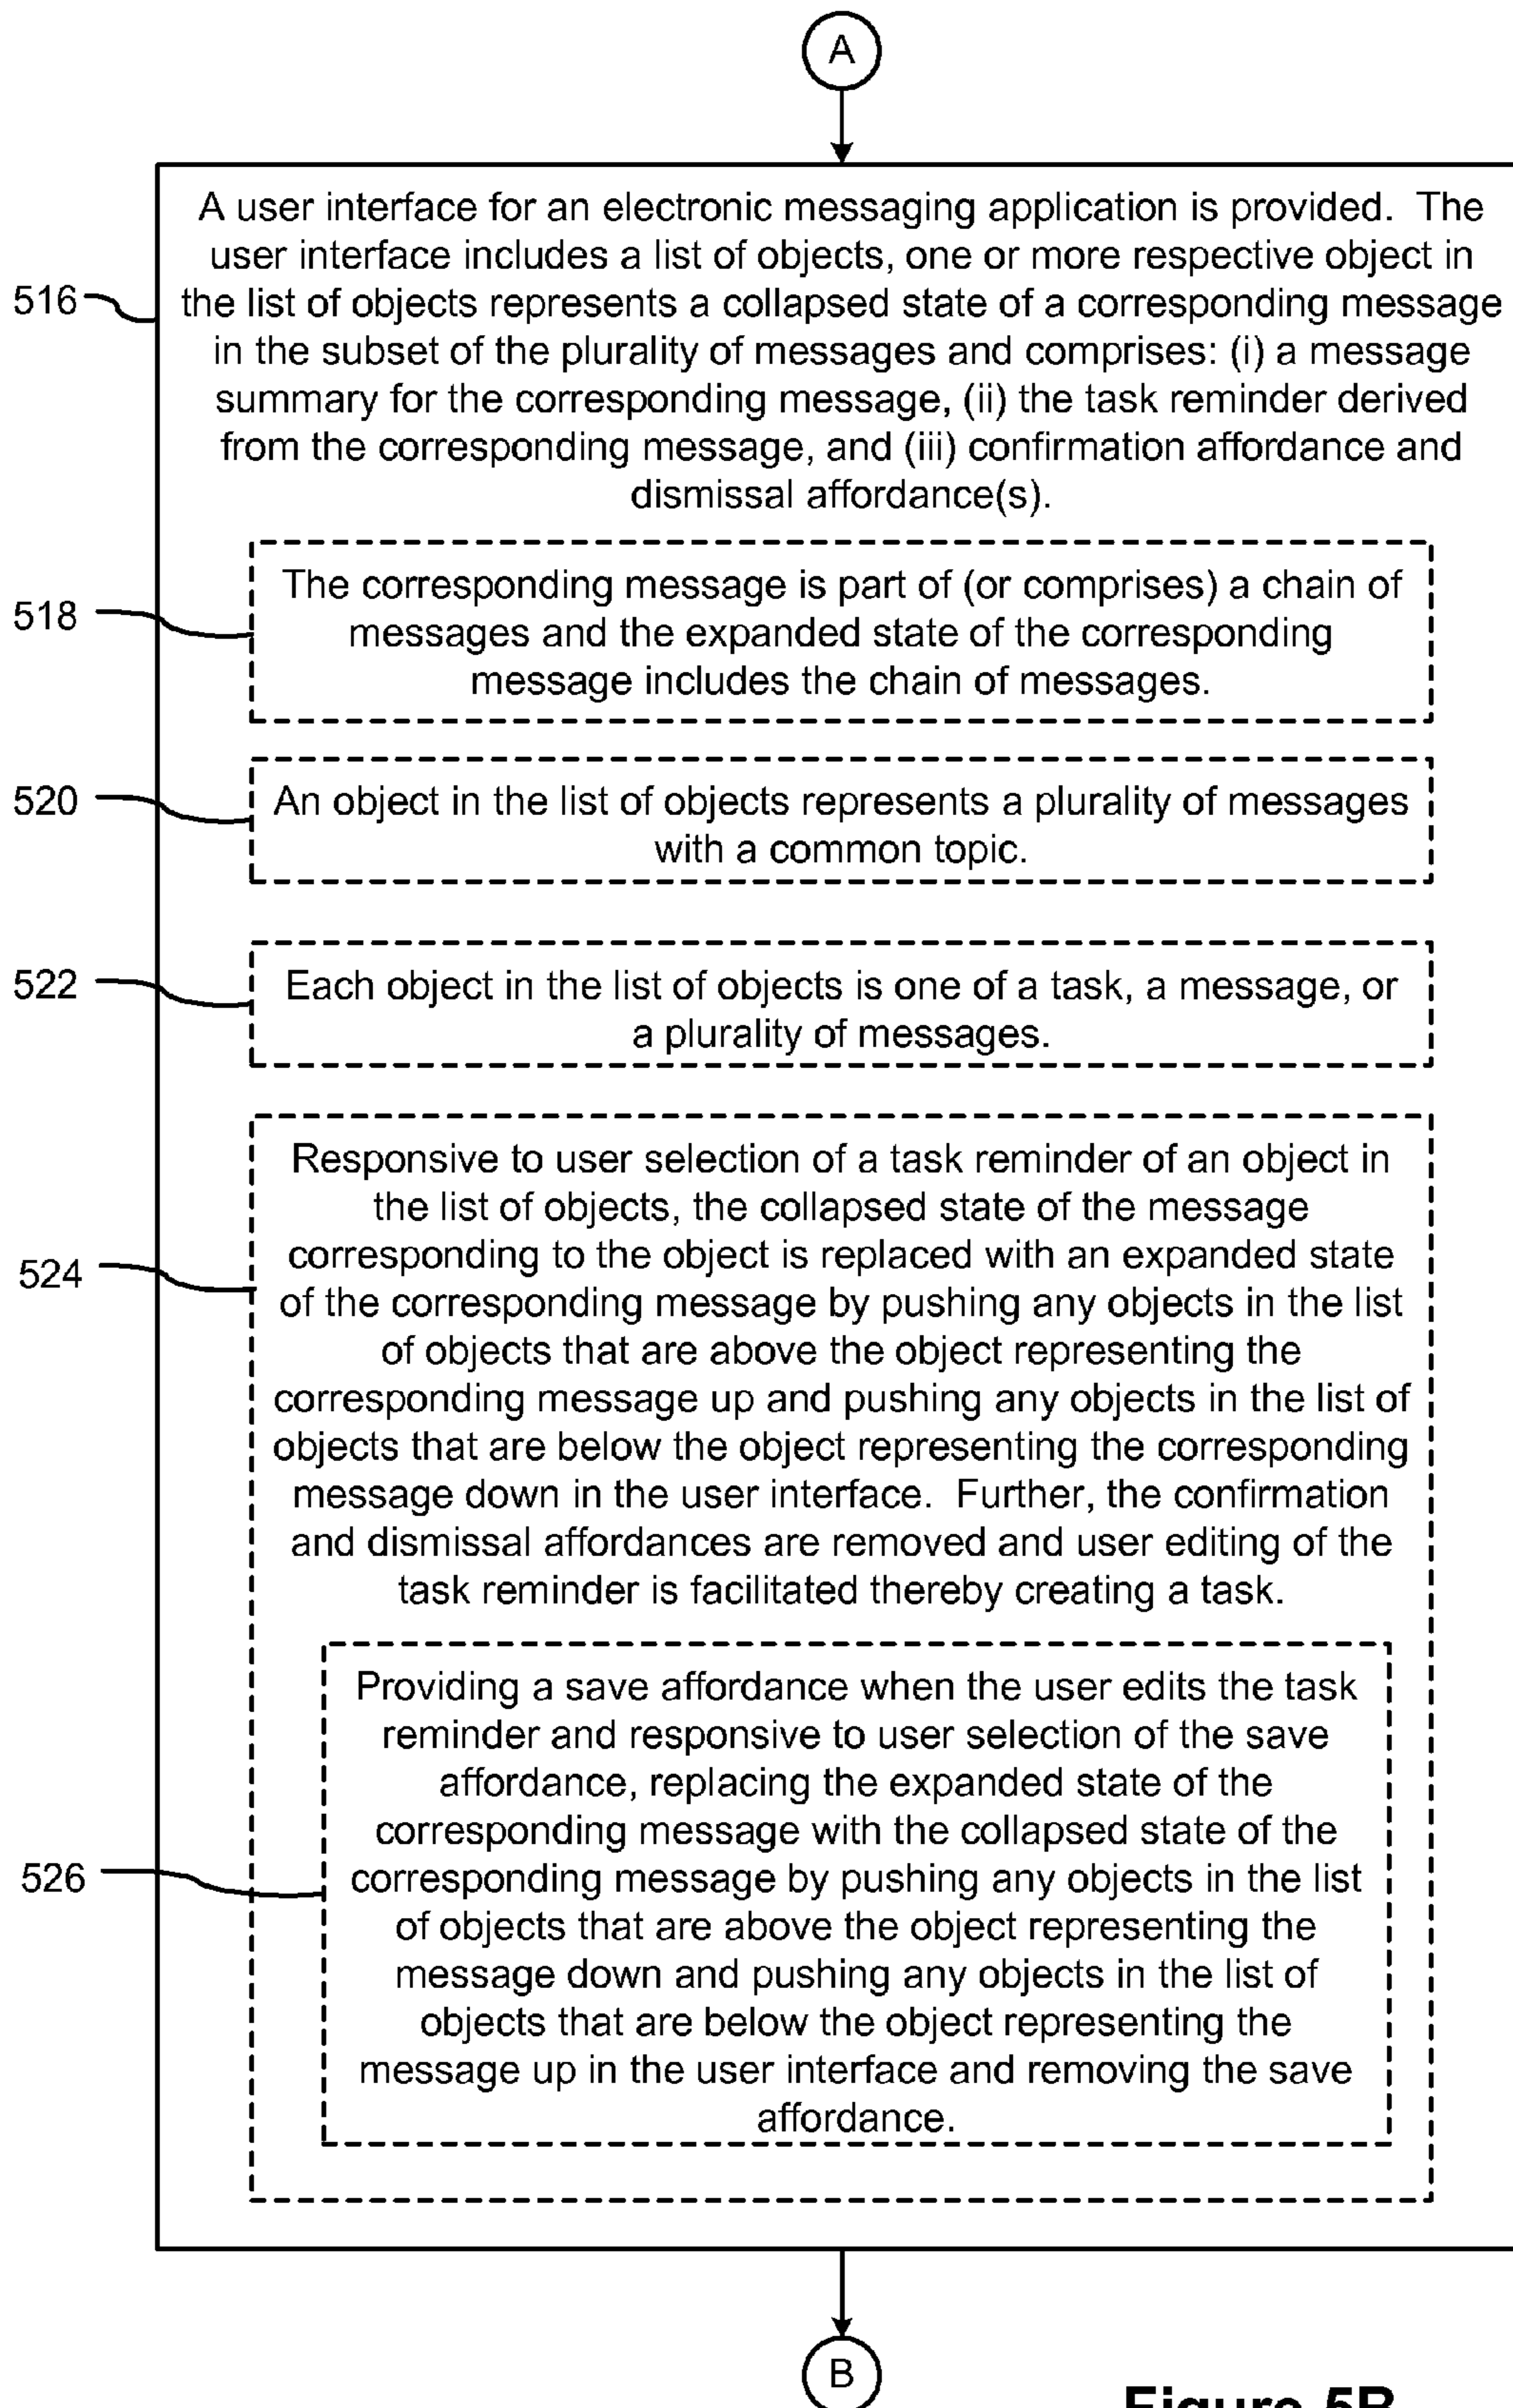 A
A user interface for an electronic messaging application is provided. The
user interface includes a list of objects, one or more respective object in
516
the list of objects represents a collapsed state of a corresponding message
in the subset of the plurality of messages and comprises: (i) a message
summary for the corresponding message, (ii) the task reminder derived
from the corresponding message, and (iii) confirmation affordance and
dismissal affordance(s).
The corresponding message is part of (or comprises) a chain of
518
messages and the expanded state of the corresponding
message includes the chain of messages.
520
An object in the list of objects represents a plurality of messages
with a common topic.
522
Each object in the list of objects is one of a task, a message, or
a plurality of messages.
Responsive to user selection of a task reminder of an object in
the list of objects, the collapsed state of the message
corresponding to the object is replaced with an expanded state
524
of the corresponding message by pushing any objects in the list
of objects that are above the object representing the
corresponding message up and pushing any objects in the list of
objects that are below the object representing the corresponding
message down in the user interface. Further, the confirmation
and dismissal affordances are removed and user editing of the
task reminder is facilitated thereby creating a task.
Providing a save affordance when the user edits the task
reminder and responsive to user selection of the save
affordance, replacing the expanded state of the
corresponding message with the collapsed state of the
526
corresponding message by pushing any objects in the list
of objects that are above the object representing the
message down and pushing any objects in the list of
objects that are below the object representing the
message up in the user interface and removing the save
affordance.
B
Figure 5B